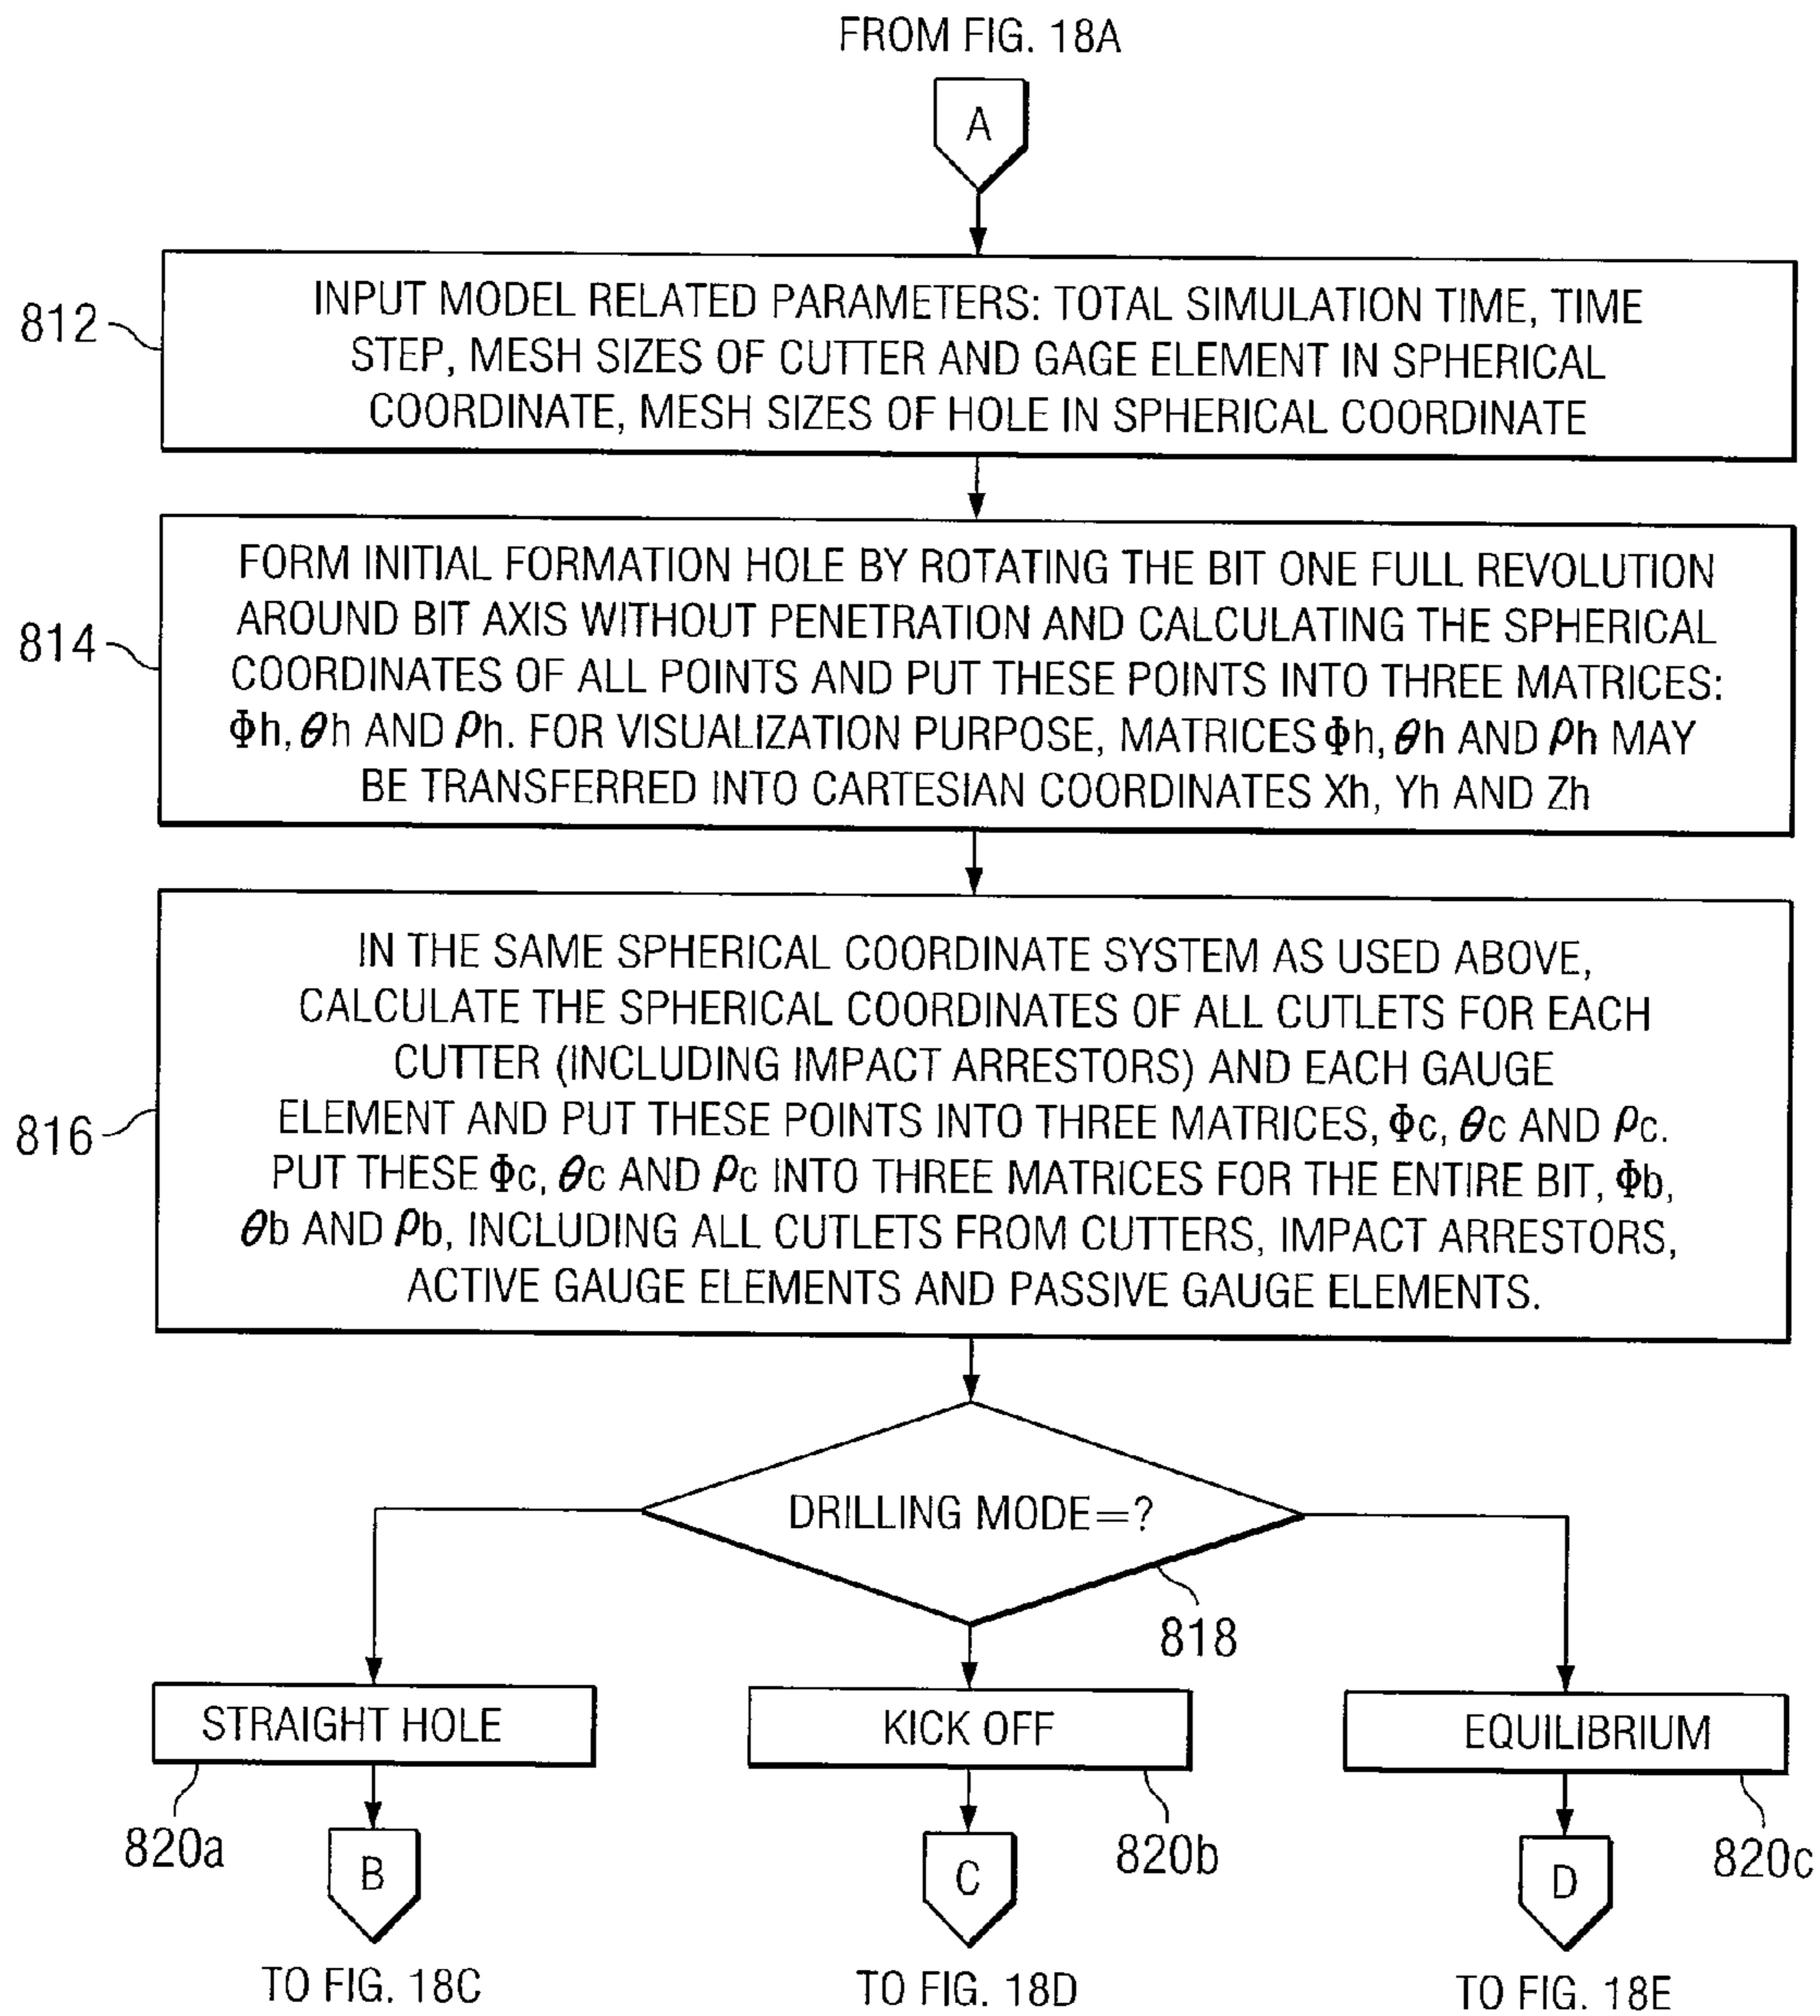 FROM FIG. 18A
A
812
INPUT MODEL RELATED PARAMETERS: TOTAL SIMULATION TIME, TIME
STEP, MESH SIZES OF CUTTER AND GAGE ELEMENT IN SPHERICAL
COORDINATE, MESH SIZES OF HOLE IN SPHERICAL COORDINATE
814
FORM INITIAL FORMATION HOLE BY ROTATING THE BIT ONE FULL REVOLUTION
AROUND BIT AXIS WITHOUT PENETRATION AND CALCULATING THE SPHERICAL
COORDINATES OF ALL POINTS AND PUT THESE POINTS INTO THREE MATRICES:
Φh, θh AND ρh. FOR VISUALIZATION PURPOSE, MATRICES Φh, θh AND ρh MAY
BE TRANSFERRED INTO CARTESIAN COORDINATES Xh, Yh AND Zh
816
IN THE SAME SPHERICAL COORDINATE SYSTEM AS USED ABOVE,
CALCULATE THE SPHERICAL COORDINATES OF ALL CUTLETS FOR EACH
CUTTER (INCLUDING IMPACT ARRESTORS) AND EACH GAUGE
ELEMENT AND PUT THESE POINTS INTO THREE MATRICES, Φc, θc AND ρc.
PUT THESE Φc, θc AND ρc INTO THREE MATRICES FOR THE ENTIRE BIT, Φb,
θb AND ρb, INCLUDING ALL CUTLETS FROM CUTTERS, IMPACT ARRESTORS,
ACTIVE GAUGE ELEMENTS AND PASSIVE GAUGE ELEMENTS.
DRILLING MODE=?
818
STRAIGHT HOLE
KICK OFF
EQUILIBRIUM
820a
820b
820c
B
C
D
TO FIG. 18C
TO FIG. 18D
TO FIG. 18E